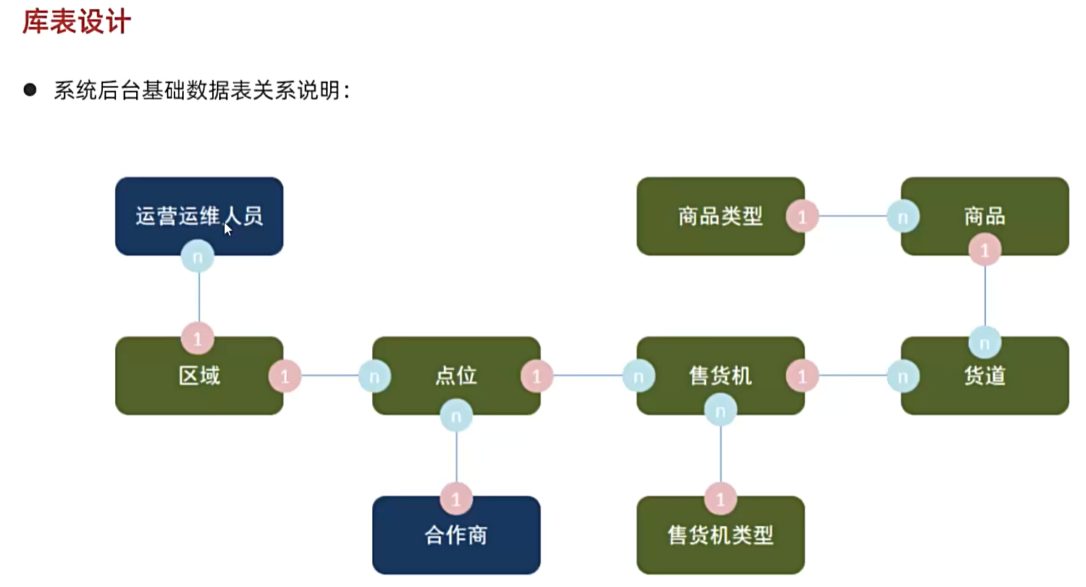 库表设计
● 系统后台基础数据表关系说明：
运营运维人员
商品类型 1 n 商品
n 1
1 n
区域 1 n 点位 1 n 售货机 1 n 货道
n n
1 1
合作商 售货机类型